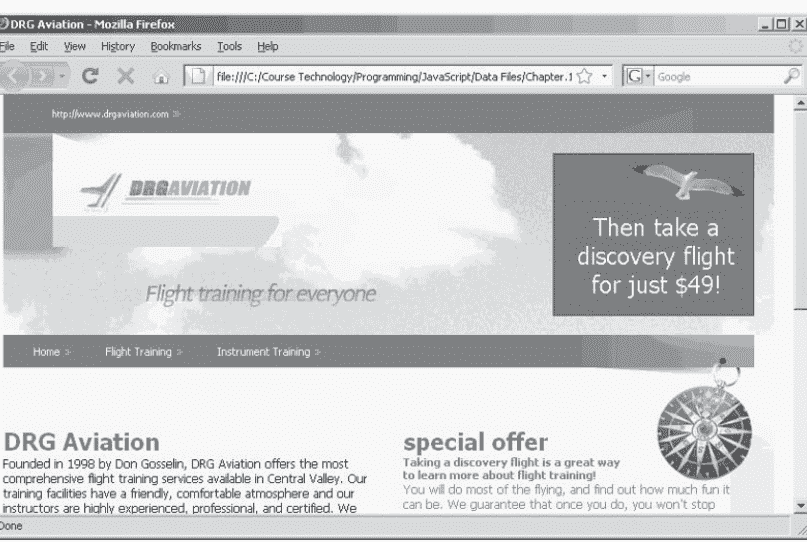 DRG Aviation - Mozilla Firefox
File Edit View History Bookmarks Tools Help
file:///C:/Course Technology/Programming/JavaScript/Data Files/Chapter.1
G Google
http://www.drgaviation.com
DRGAVIATION
Then take a
discovery flight
for just $49!
Flight training for everyone
Home Flight Training Instrument Training
DRG Aviation
Founded in 1998 by Don Gosselin, DRG Aviation offers the most
comprehensive flight training services available in Central Valley. Our
training facilities have a friendly, comfortable atmosphere and our
instructors are highly experienced, professional, and certified. We
special offer
Taking a discovery flight is a great way
to learn more about flight training!
You will do most of the flying, and find out how much fun it
can be. We guarantee that once you do, you won't stop
Done